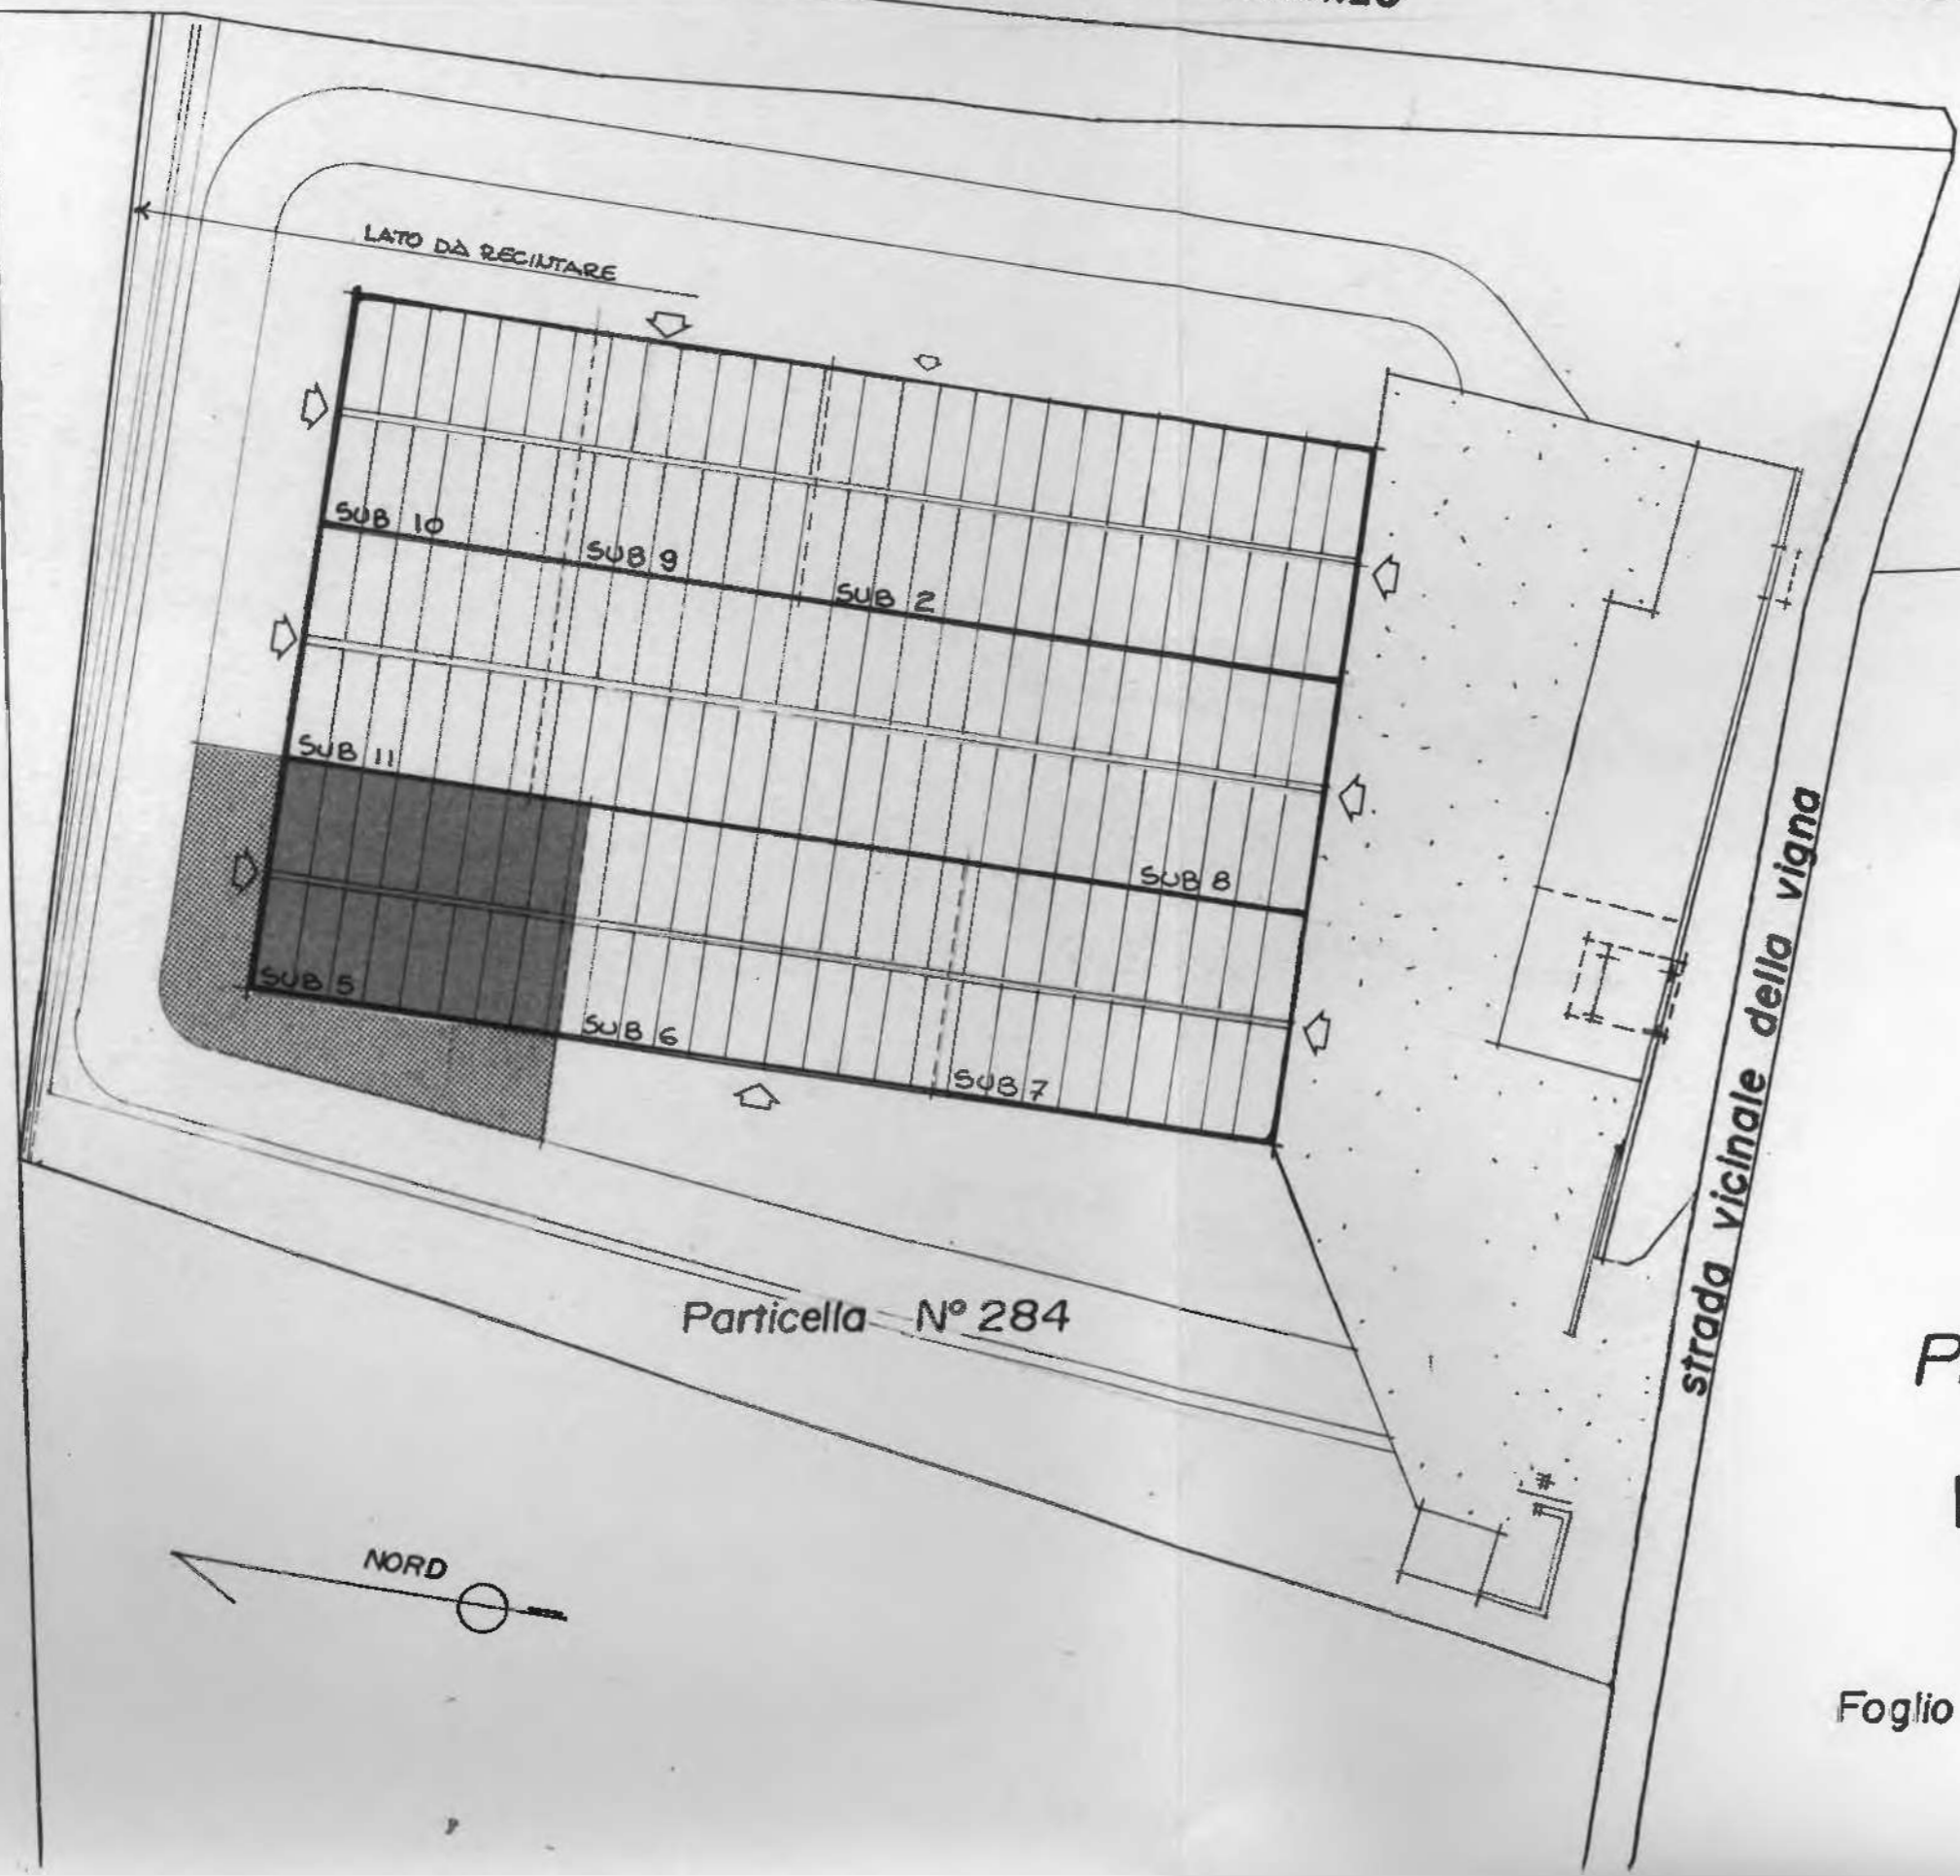 LATO DA RECINTARE
SUB 10
SUB 9
SUB 2
SUB 11
SUB 8
SUB 5
SUB 6
SUB 7
strada vicinale della vigna
Particella N° 284
NORD
Foglio